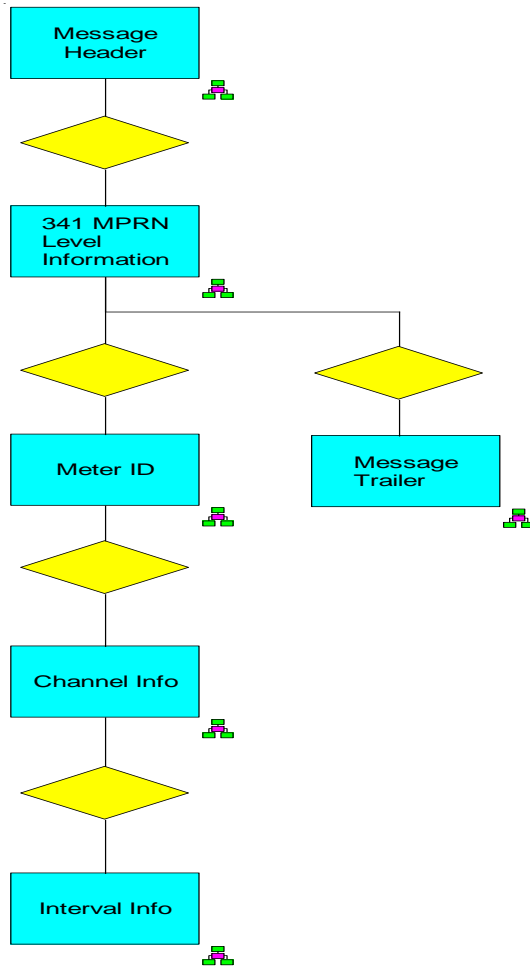 Message
Header
341 MPRN
Level
Information
Meter ID
Message
Trailer
Channel Info
Interval Info